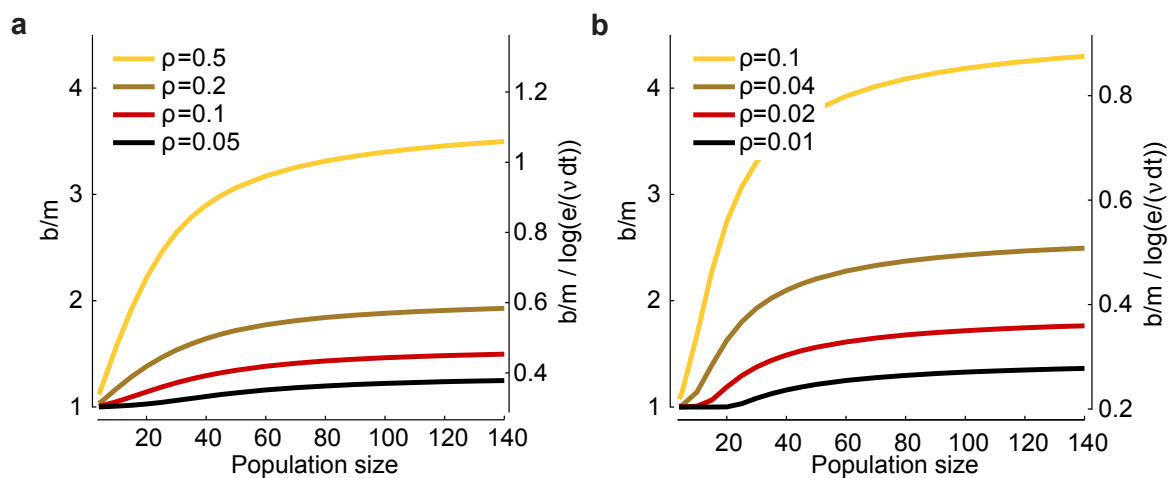 a
b/m
4
3
2
1
ρ=0.5
ρ=0.2
ρ=0.1
ρ=0.05
1.2
1
0.8
0.6
0.4
b/m / log(e/(ν dt))
20 40 60 80 100 120 140
Population size
b
b/m
4
3
2
1
ρ=0.1
ρ=0.04
ρ=0.02
ρ=0.01
0.8
0.6
0.4
0.2
b/m / log(e/(ν dt))
20 40 60 80 100 120 140
Population size